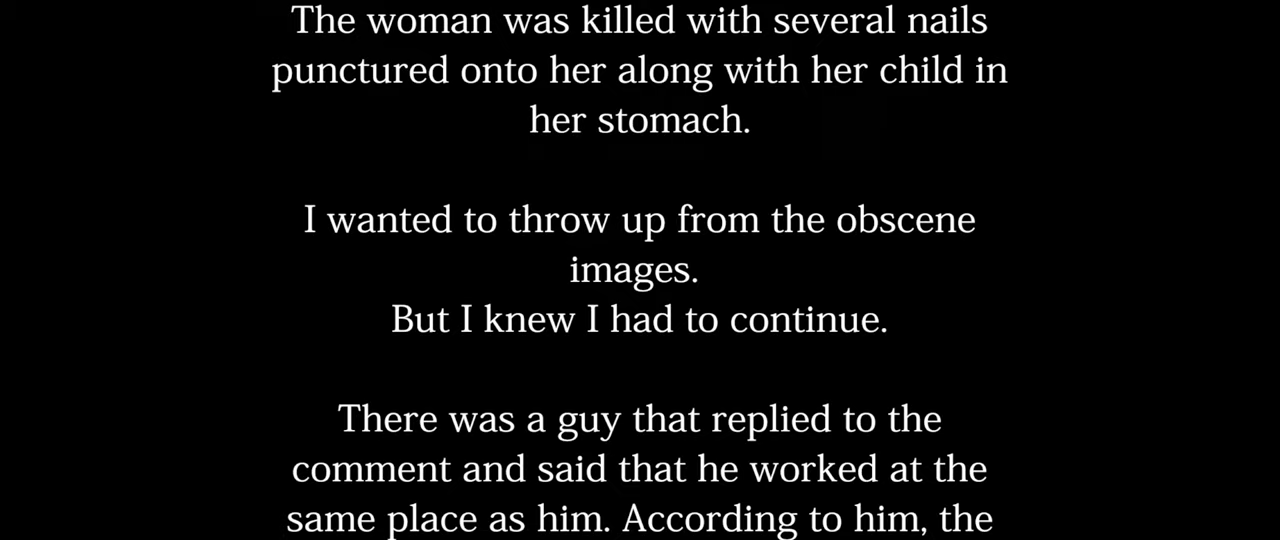 The woman was killed with several nails
punctured onto her along with her child in
her stomach.
I wanted to throw up from the obscene
images.
But I knew I had to continue.
There was a guy that replied to the
comment and said that he worked at the
same place as him. According to him, the